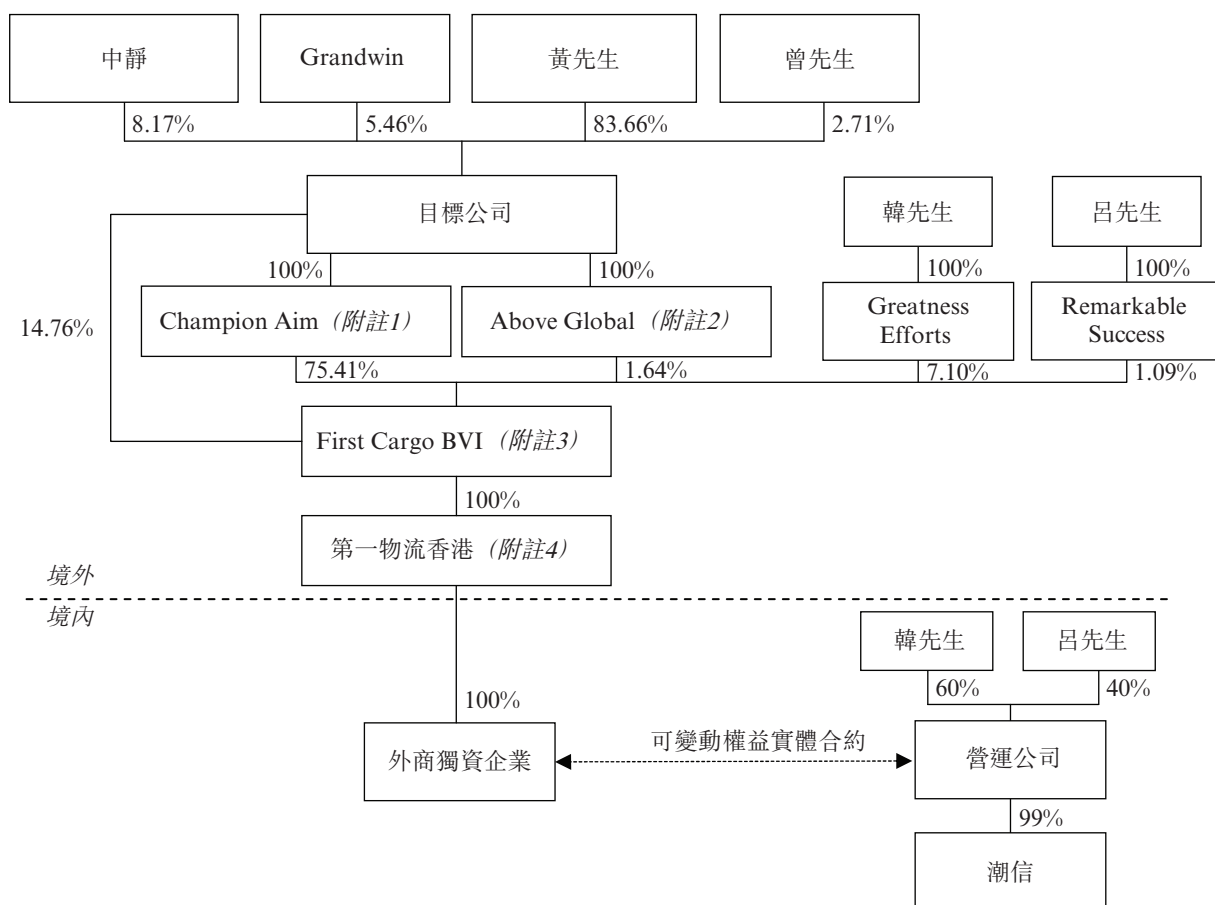 中靜
Grandwin
黃先生
曾先生
8.17%
5.46%
83.66%
2.71%
目標公司
韓先生
呂先生
100%
100%
100%
100%
14.76%
Champion Aim（附註1）
Above Global（附註2）
Greatness
Efforts
Remarkable
Success
75.41%
1.64%
7.10%
1.09%
First Cargo BVI（附註3）
100%
第一物流香港（附註4）
境外
境內
韓先生
呂先生
60%
40%
100%
外商獨資企業
可變動權益實體合約
營運公司
99%
潮信